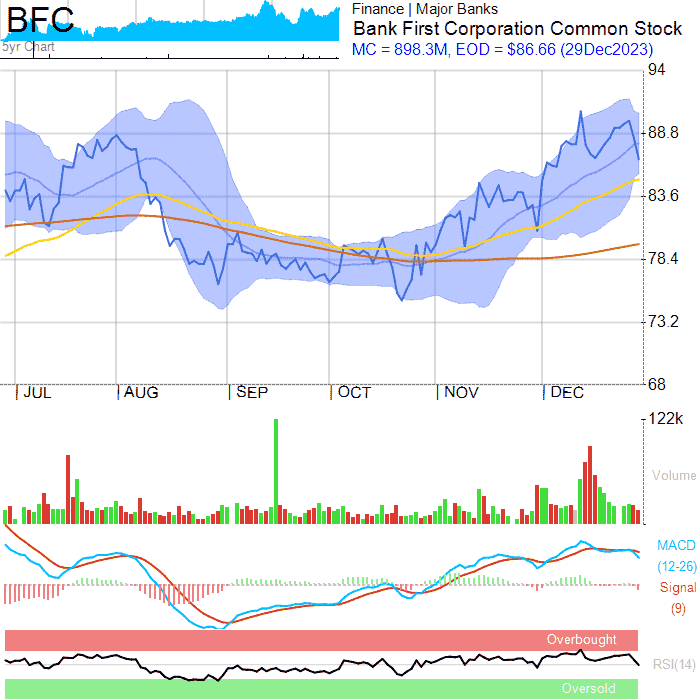 BFC
5yr Chart
Finance | Major Banks
Bank First Corporation Common Stock
MC = 898.3M, EOD = $86.66 (29Dec2023)
94
88.8
83.6
78.4
73.2
68
JUL AUG SEP OCT NOV DEC
122k
Volume
MACD
(12-26)
Signal
(9)
Overbought
RSI(14)
Oversold